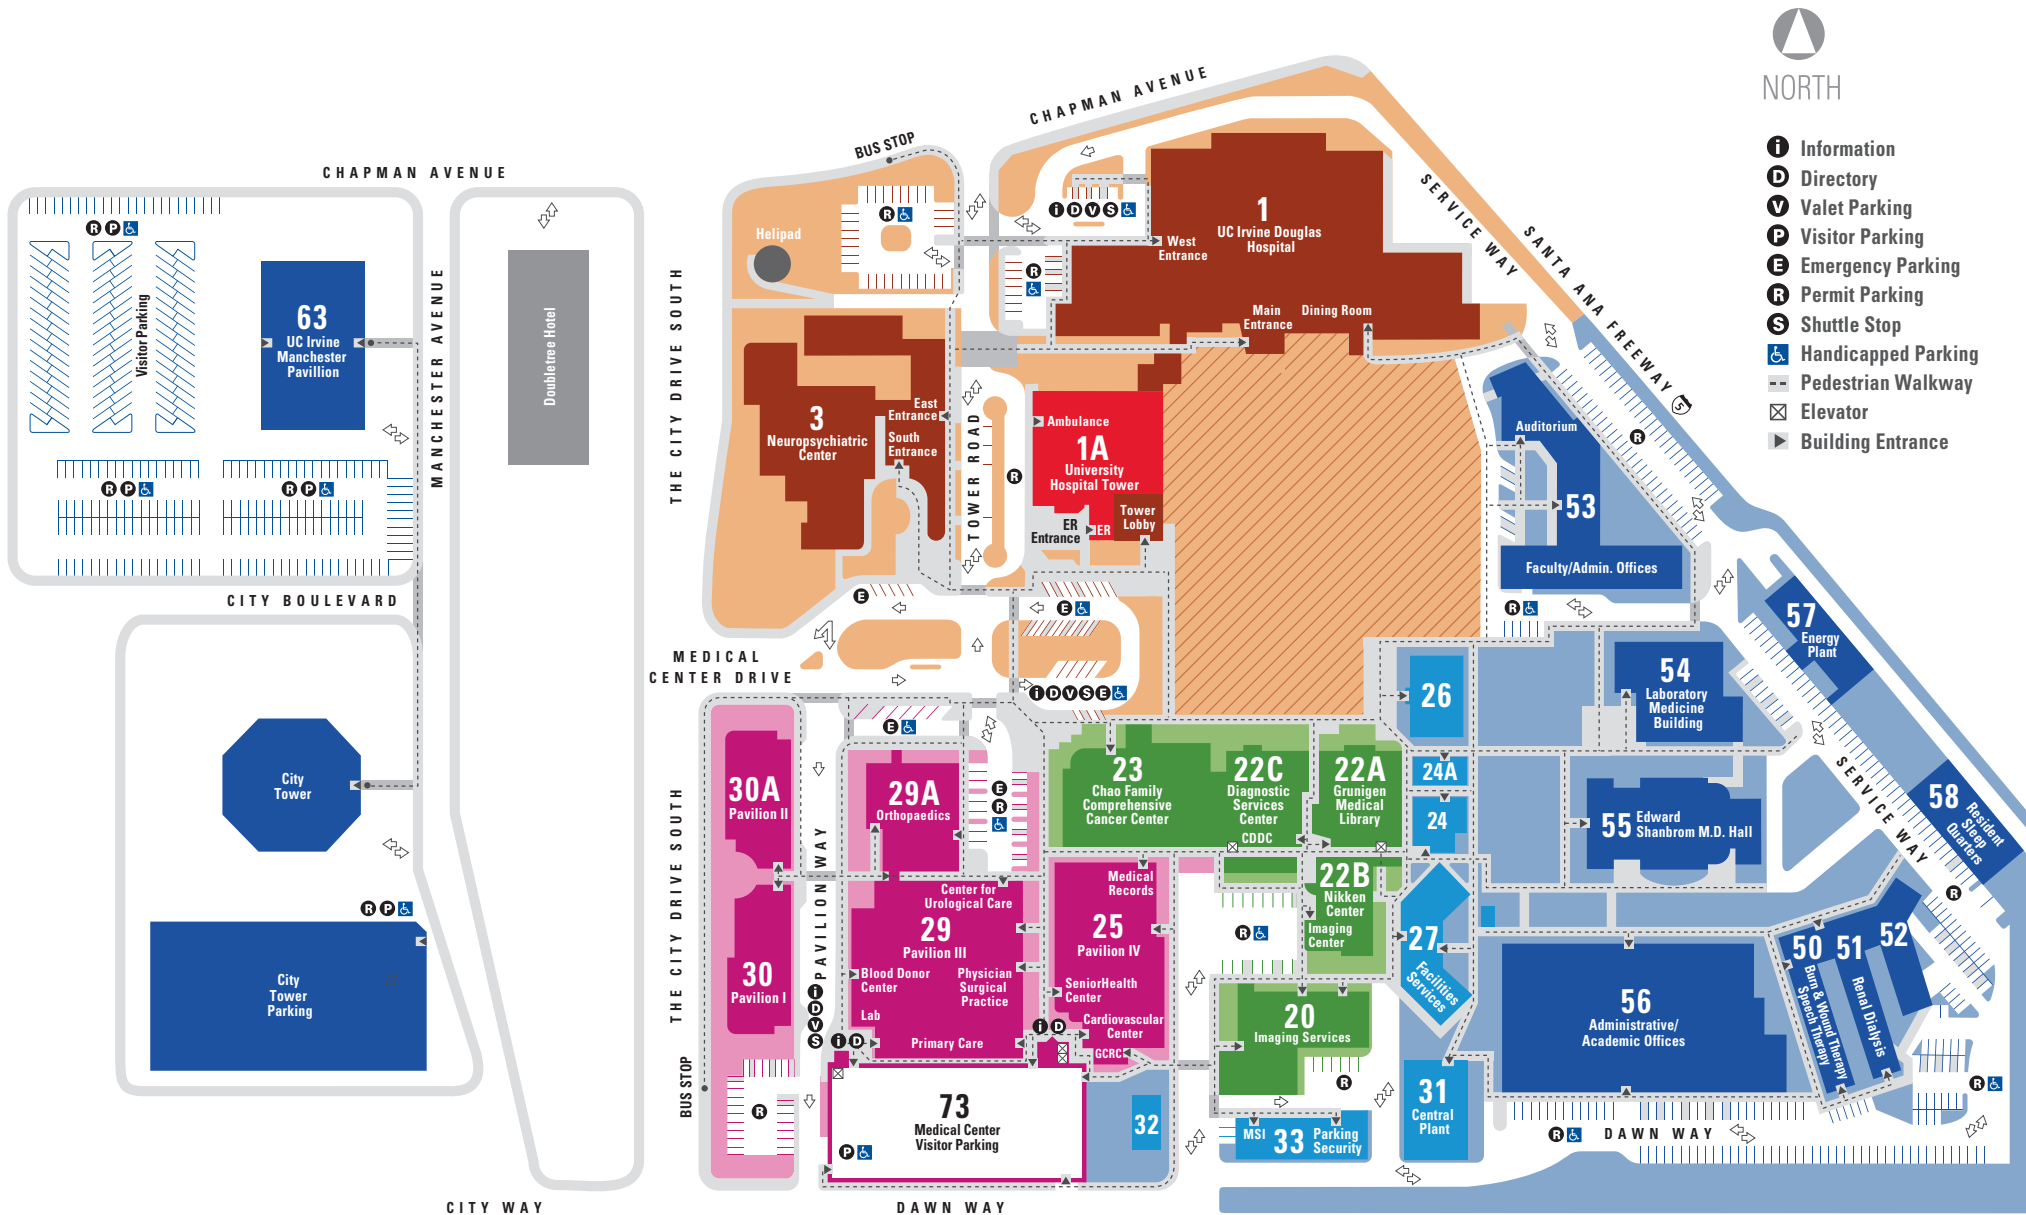 NORTH
i Information
D Directory
V Valet Parking
P Visitor Parking
E Emergency Parking
R Permit Parking
S Shuttle Stop
Handicapped Parking
Pedestrian Walkway
Elevator
Building Entrance
CHAPMAN AVENUE
R P
Visitor Parking
63
UC Irvine
Manchester
Pavillion
R P
R P
MANCHESTER AVENUE
Doubletree Hotel
CITY BOULEVARD
City
Tower
R P
City
Tower
Parking
CITY WAY
THE CITY DRIVE SOUTH
CHAPMAN AVENUE
BUS STOP
Helipad
R
i D V S
R
1
UC Irvine Douglas
Hospital
West
Entrance
Main
Entrance
Dining Room
SERVICE WAY
SANTA ANA FREEWAY
5
3
Neuropsychiatric
Center
East
Entrance
South
Entrance
TOWER ROAD
R
Ambulance
1A
University
Hospital Tower
Tower
Lobby
ER
Entrance
ER
E
E
MEDICAL
CENTER DRIVE
i D V S E
Auditorium
53
Faculty/Admin. Offices
R
R
57
Energy
Plant
54
Laboratory
Medicine
Building
26
24A
24
55
Edward
Shanbrom M.D. Hall
SERVICE WAY
58
Resident
Sleep
Quarters
R
THE CITY DRIVE SOUTH
30A
Pavilion II
30
Pavilion I
BUS STOP
R
PAVILION WAY
i
D
V
S
E
29A
Orthopaedics
E
R
Center for
Urological Care
29
Pavilion III
Blood Donor
Center
Physician
Surgical
Practice
Lab
Primary Care
i D
i D
23
Chao Family
Comprehensive
Cancer Center
22C
Diagnostic
Services
Center
CDDC
22A
Grunigen
Medical
Library
22B
Nikken
Center
Imaging
Center
Medical
Records
25
Pavilion IV
SeniorHealth
Center
Cardiovascular
Center
GCRC
R
27
Facilities
Services
20
Imaging Services
R
73
Medical Center
Visitor Parking
P
32
MSI
33
Parking
Security
31
Central
Plant
56
Administrative/
Academic Offices
50
Burn & Wound Therapy
Speech Therapy
51
Renal Dialysis
52
R
R
DAWN WAY
DAWN WAY